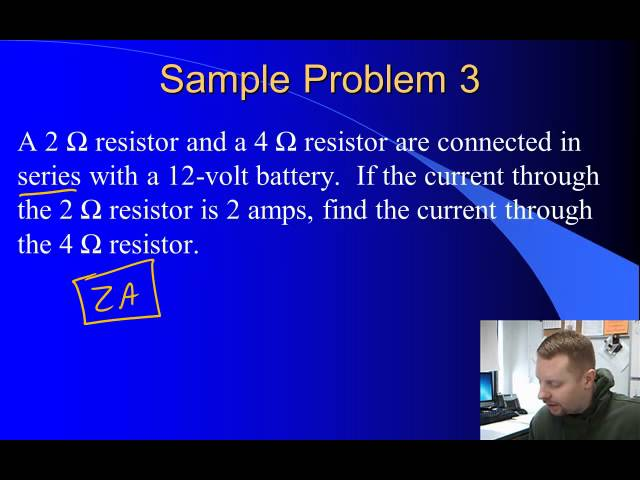 Sample Problem 3
A 2 Ω resistor and a 4 Ω resistor are connected in
series with a 12-volt battery.  If the current through
the 2 Ω resistor is 2 amps, find the current through
the 4 Ω resistor.
2A